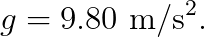 g = 9.80 m/s².